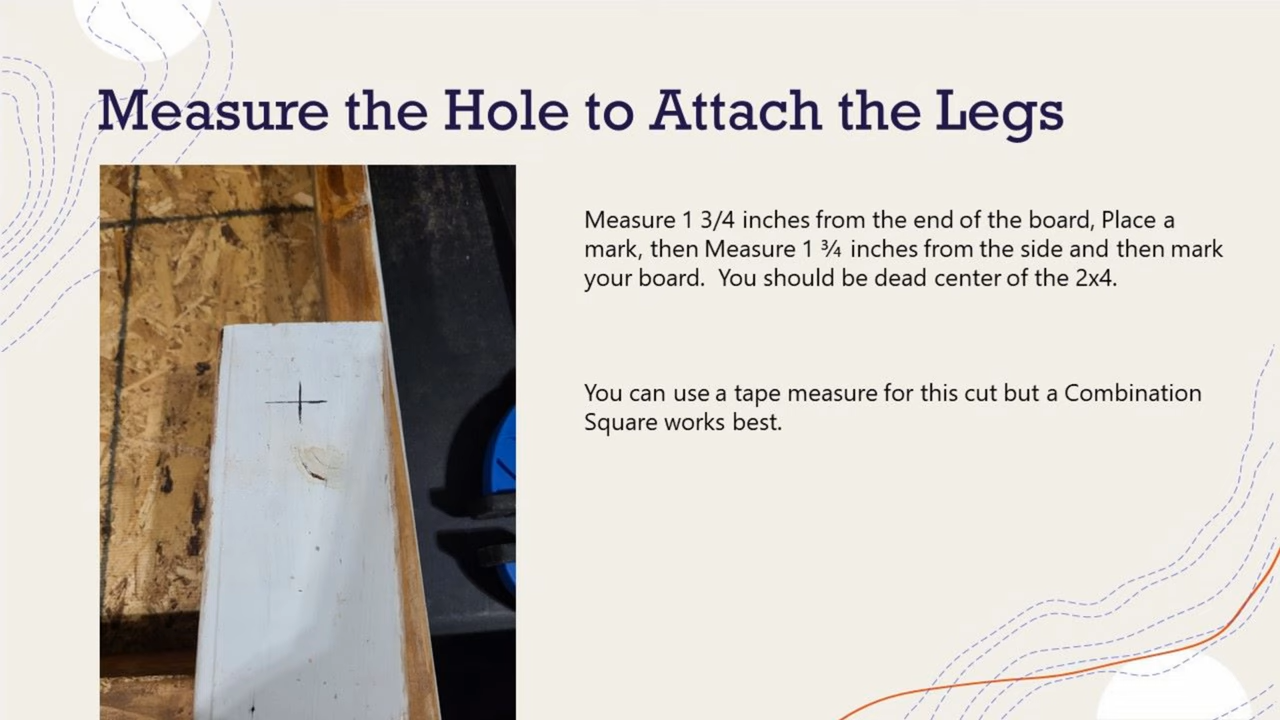 Measure the Hole to Attach the Legs
Measure 1 3/4 inches from the end of the board, Place a
mark, then Measure 1 ¾ inches from the side and then mark
your board.  You should be dead center of the 2x4.
You can use a tape measure for this cut but a Combination
Square works best.